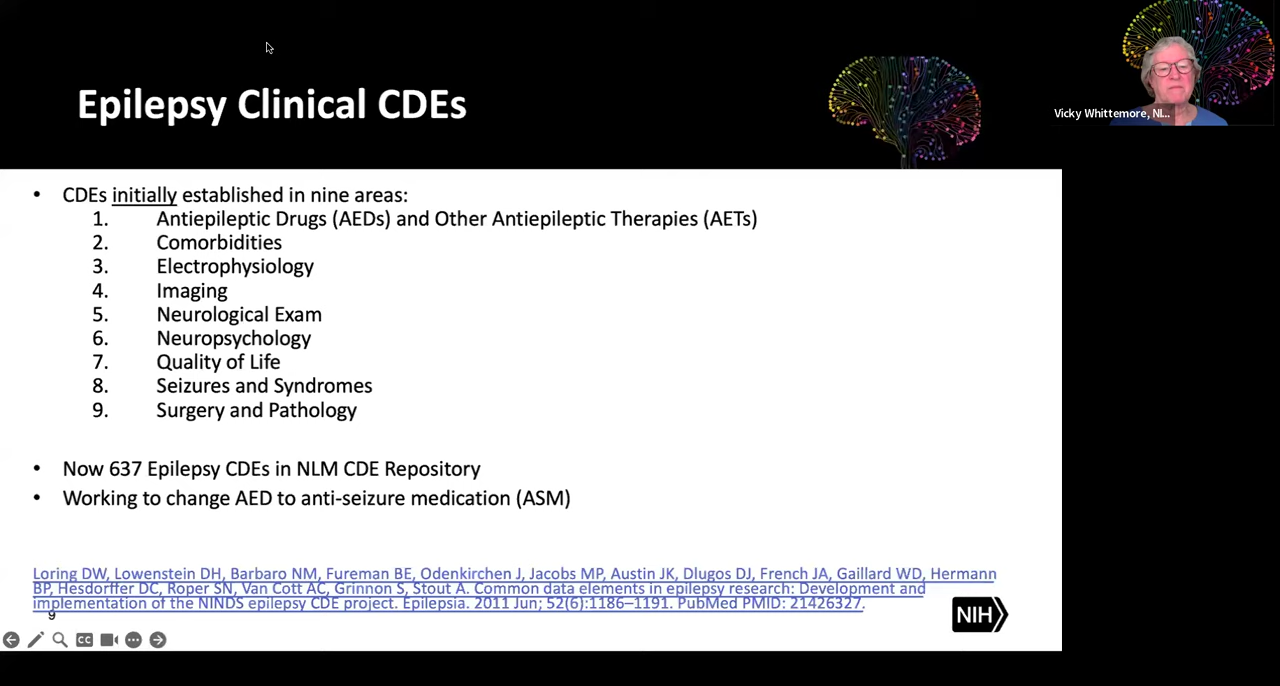 Epilepsy Clinical CDEs
Vicky Whittemore, NI...
• CDEs initially established in nine areas:
1. Antiepileptic Drugs (AEDs) and Other Antiepileptic Therapies (AETs)
2. Comorbidities
3. Electrophysiology
4. Imaging
5. Neurological Exam
6. Neuropsychology
7. Quality of Life
8. Seizures and Syndromes
9. Surgery and Pathology
• Now 637 Epilepsy CDEs in NLM CDE Repository
• Working to change AED to anti-seizure medication (ASM)
Loring DW, Lowenstein DH, Barbaro NM, Fureman BE, Odenkirchen J, Jacobs MP, Austin JK, Dlugos DJ, French JA, Gaillard WD, Hermann
BP, Hesdorffer DC, Roper SN, Van Cott AC, Grinnon S, Stout A. Common data elements in epilepsy research: Development and
implementation of the NINDS epilepsy CDE project. Epilepsia. 2011 Jun; 52(6):1186–1191. PubMed PMID: 21426327.
9
NIH
CC